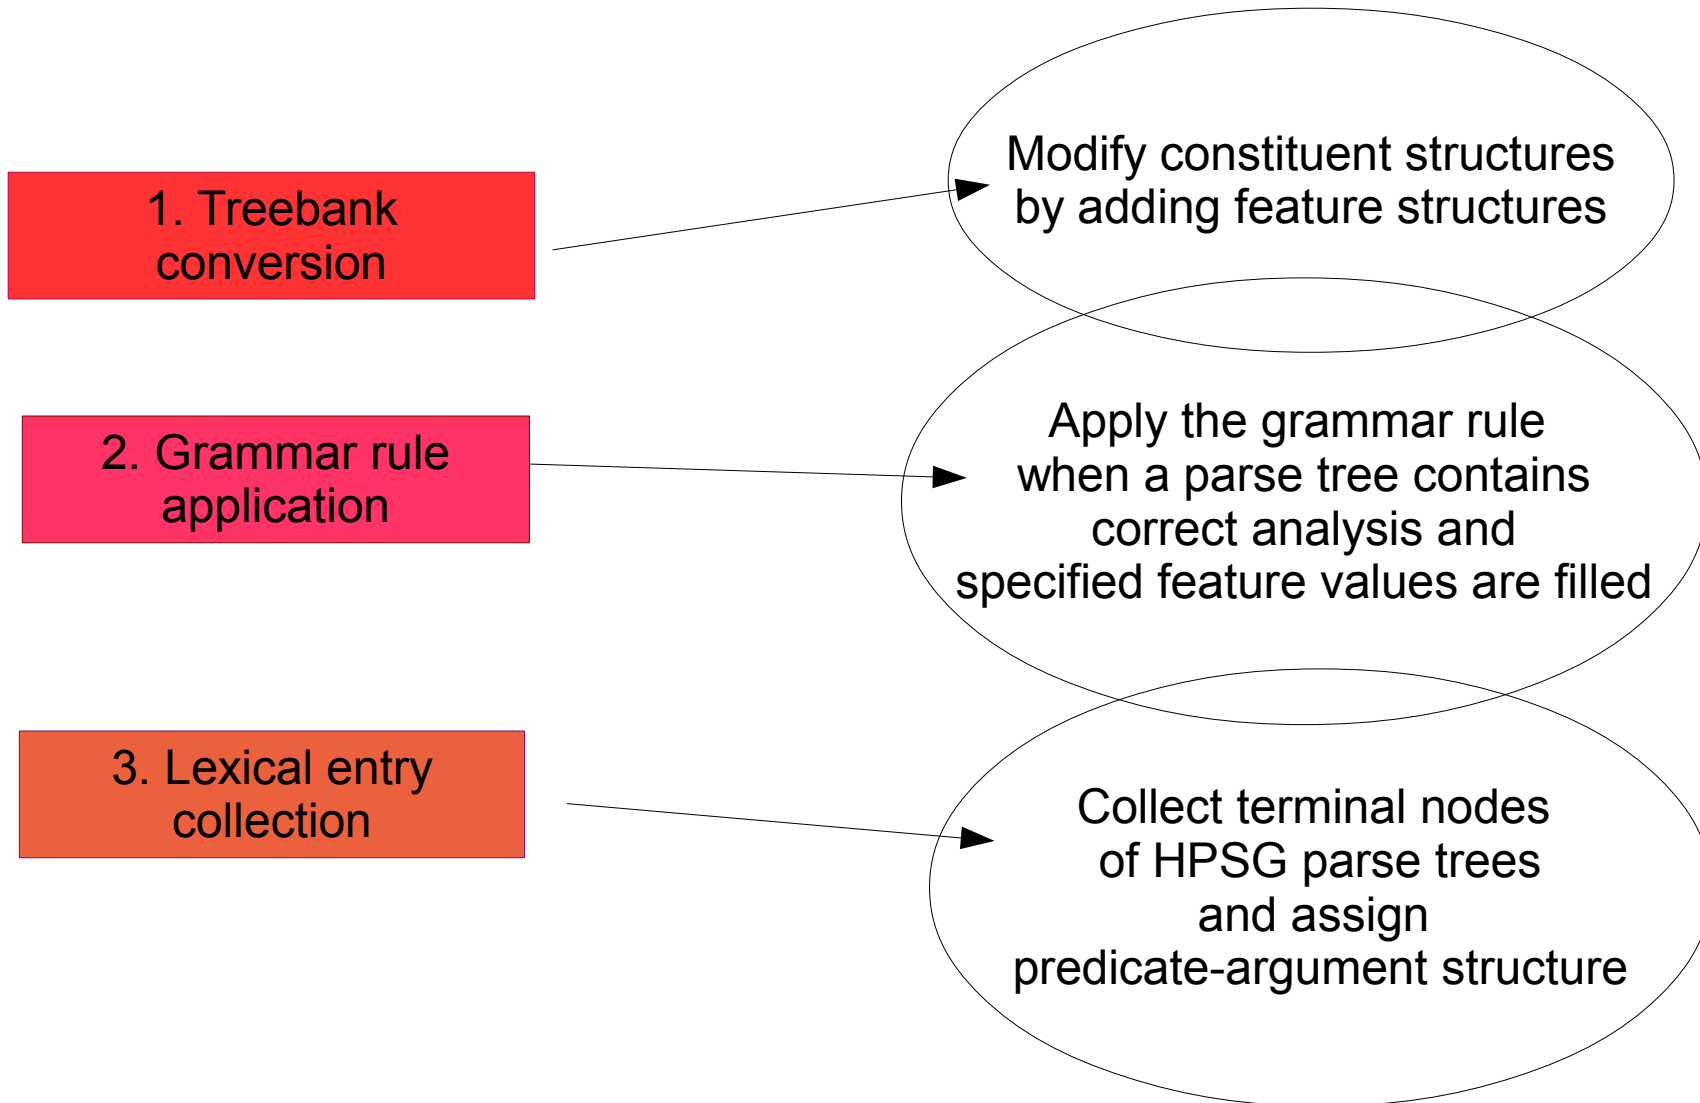 1. Treebank
conversion
Modify constituent structures
by adding feature structures
2. Grammar rule
application
Apply the grammar rule
when a parse tree contains
correct analysis and
specified feature values are filled
3. Lexical entry
collection
Collect terminal nodes
of HPSG parse trees
and assign
predicate-argument structure